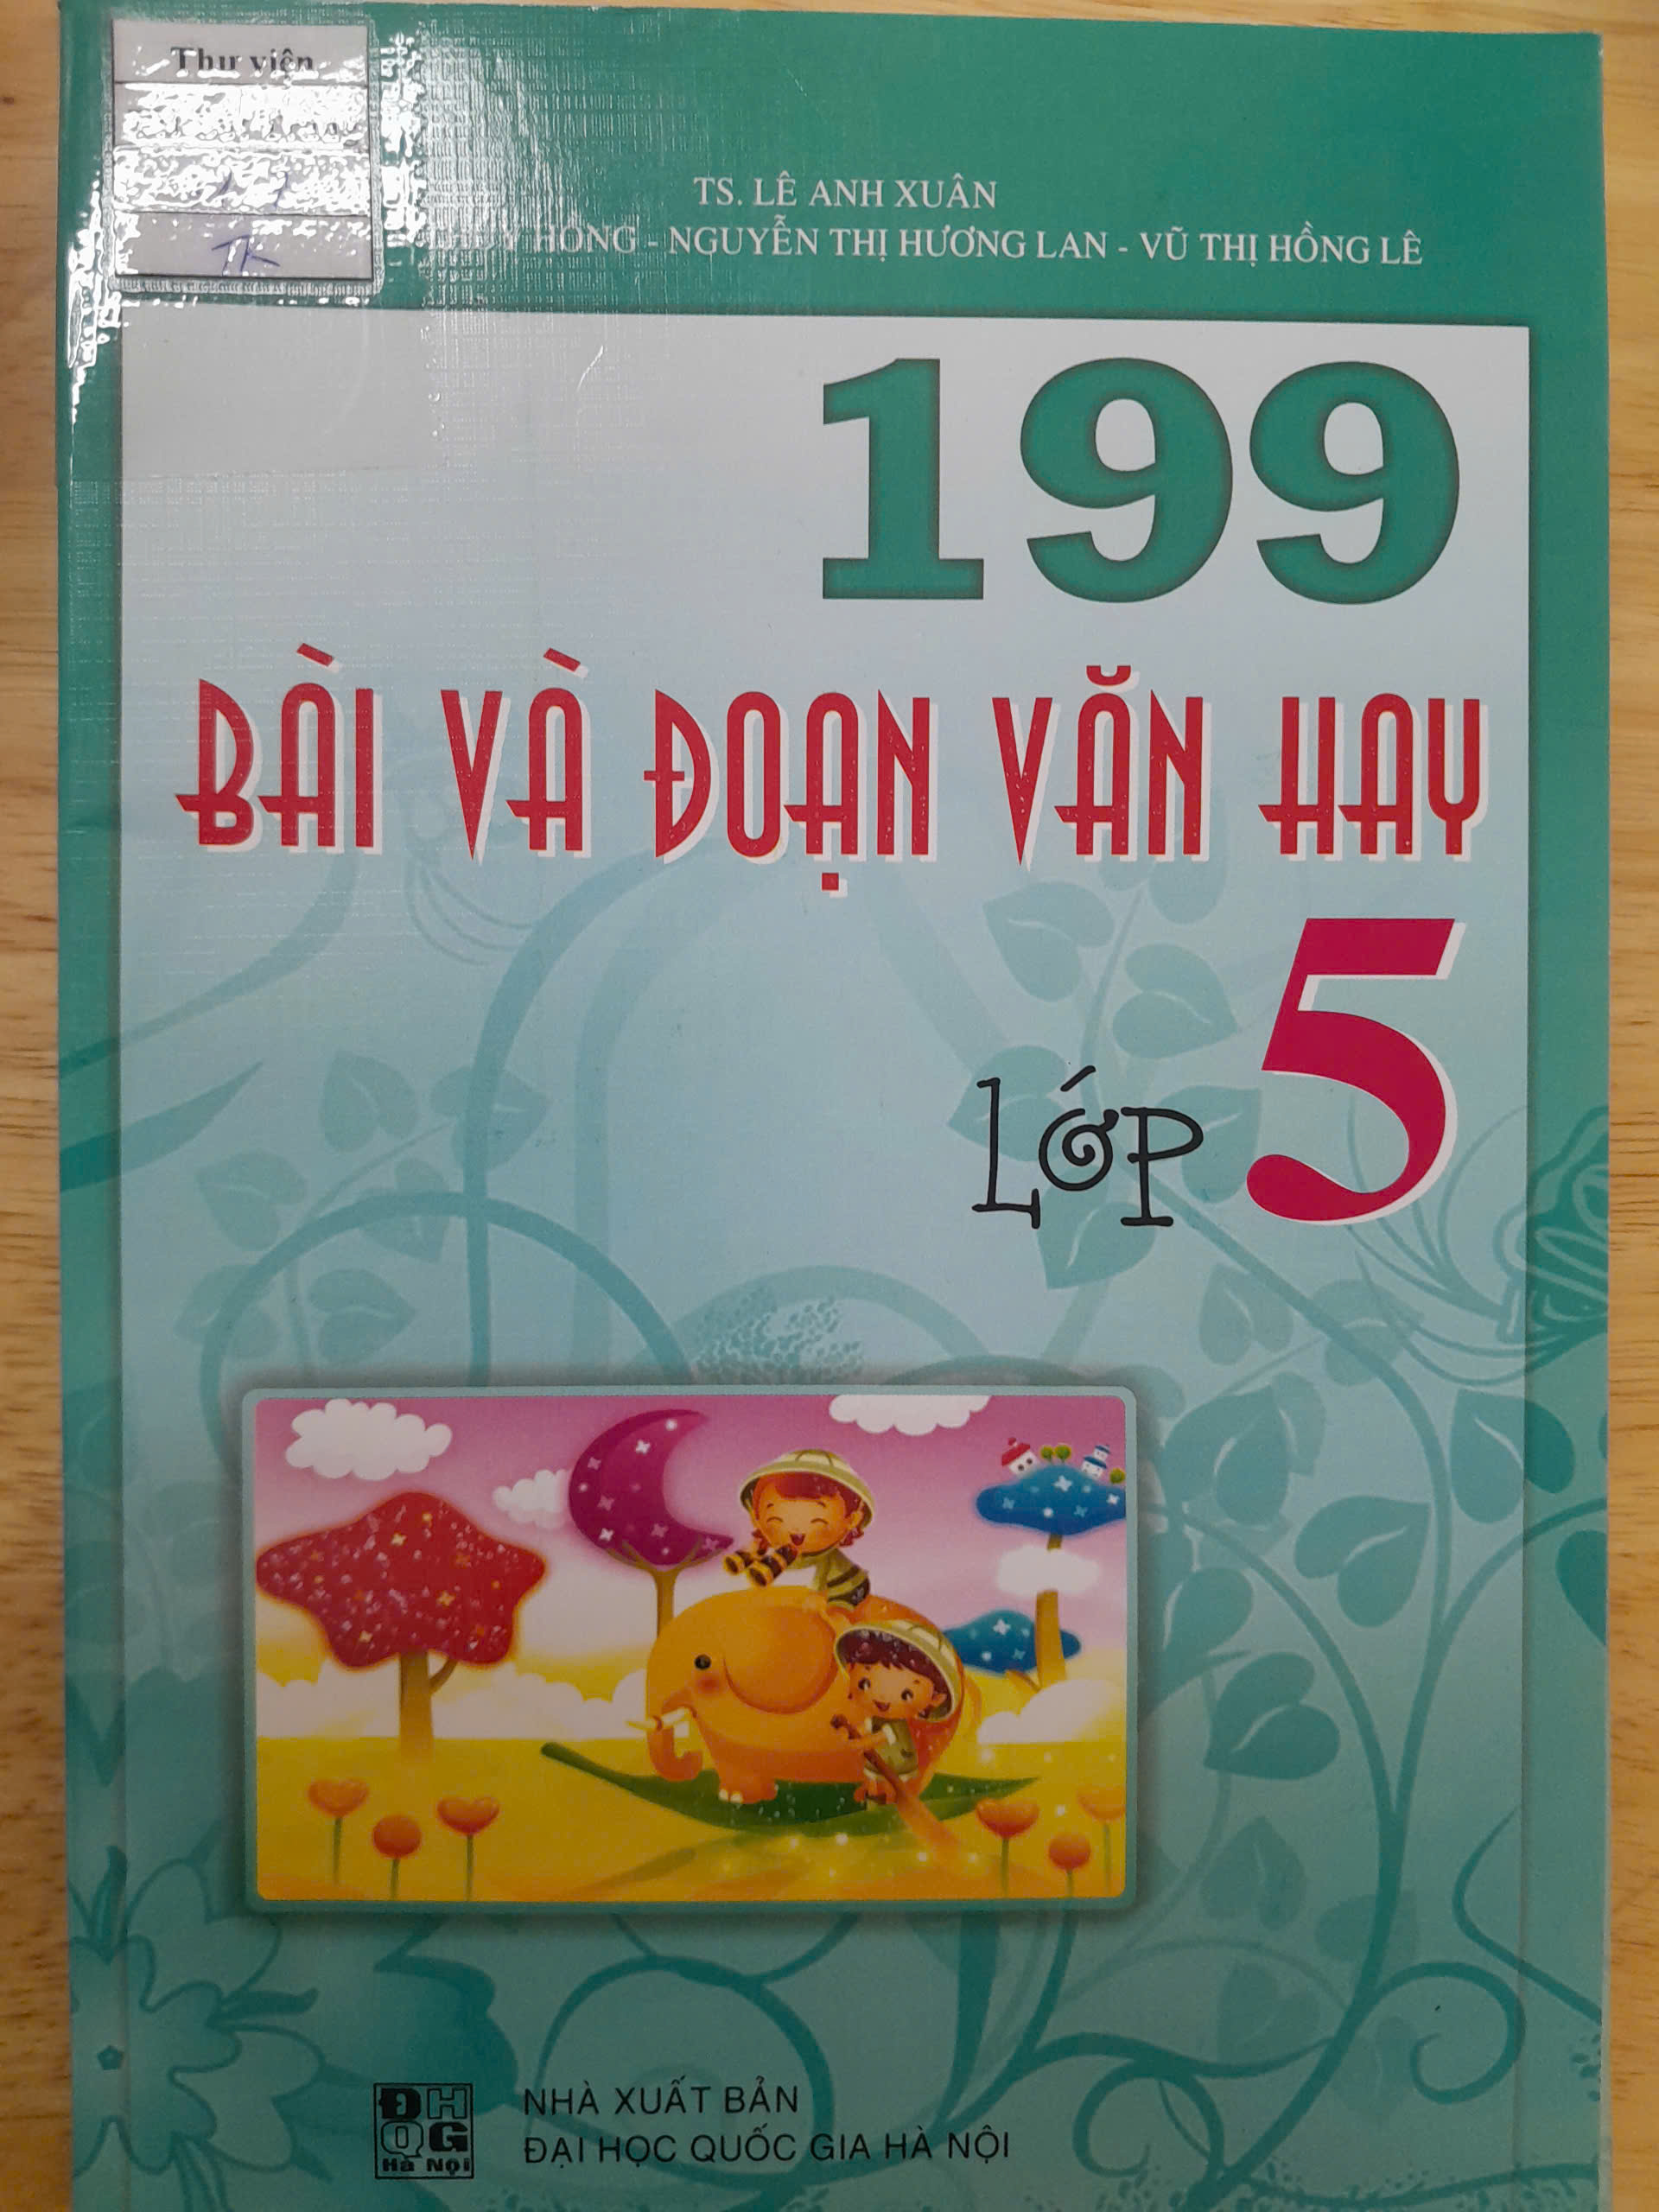 Thư viện
TK
TS. LÊ ANH XUÂN
HỒNG - NGUYỄN THỊ HƯƠNG LAN - VŨ THỊ HỒNG LÊ
199
BÀI VÀ ĐOẠN VĂN HAY
LỚP 5
ĐH
QG
Hà Nội
NHÀ XUẤT BẢN
ĐẠI HỌC QUỐC GIA HÀ NỘI